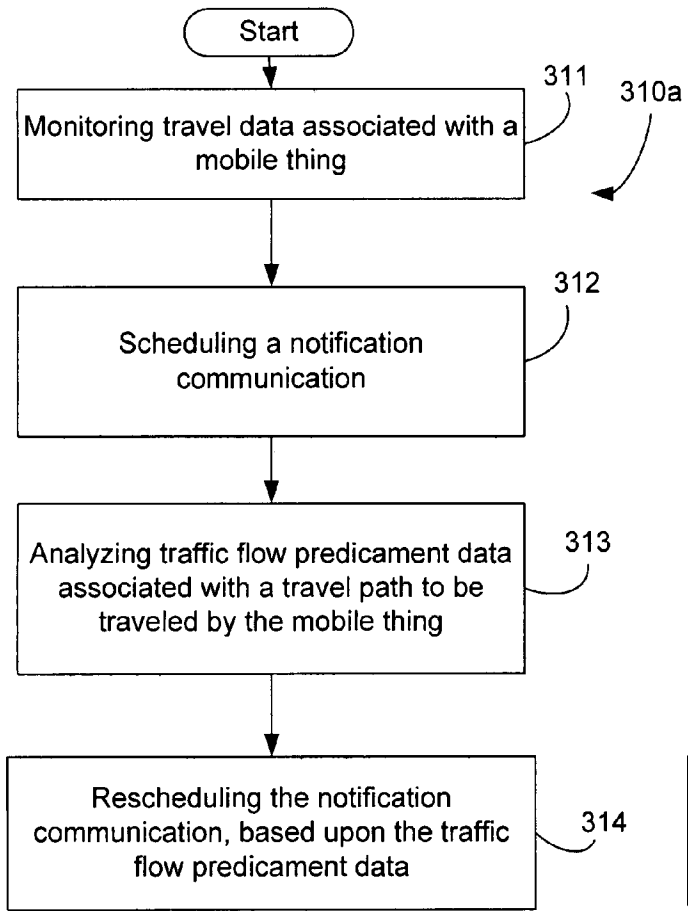 Start
311
310a
Monitoring travel data associated with a
mobile thing
312
Scheduling a notification
communication
313
Analyzing traffic flow predicament data
associated with a travel path to be
traveled by the mobile thing
Rescheduling the notification
communication, based upon the traffic
flow predicament data
314